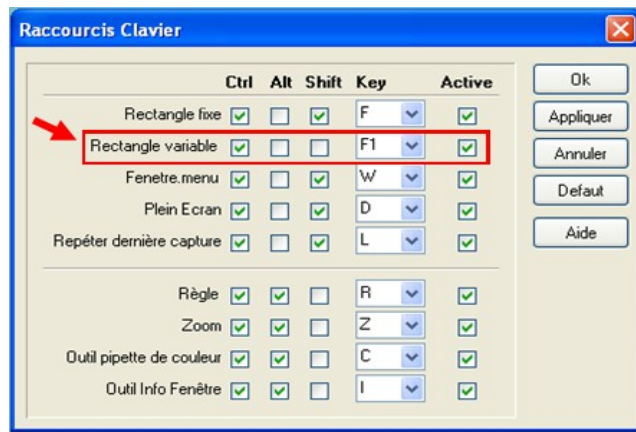 Raccourcis Clavier
Ctrl Alt Shift Key Active
Rectangle fixe F
Rectangle variable F1
Fenetre.menu W
Plein Ecran D
Repéter dernière capture L
Règle R
Zoom Z
Outil pipette de couleur C
Outil Info Fenêtre I
Ok
Appliquer
Annuler
Defaut
Aide